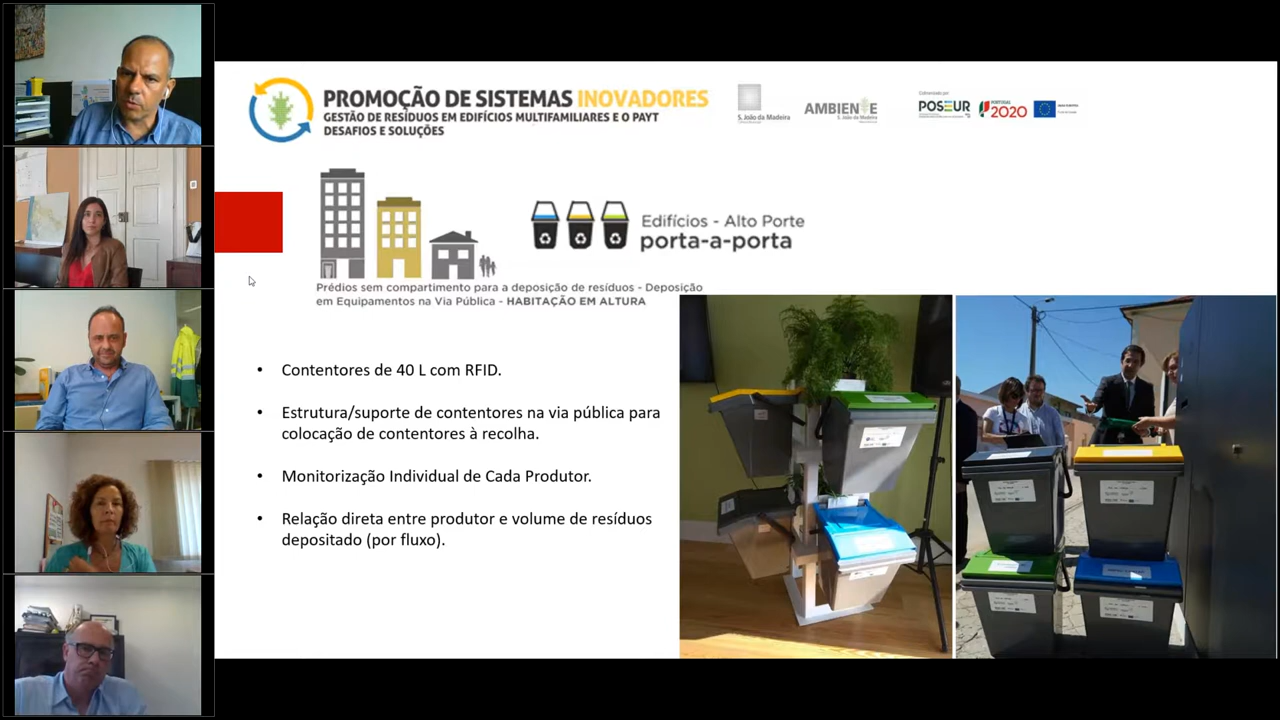 PROMOÇÃO DE SISTEMAS INOVADORES
GESTÃO DE RESÍDUOS EM EDIFÍCIOS MULTIFAMILIARES E O PAYT
DESAFIOS E SOLUÇÕES
S. João da Madeira
AMBIENTE
S. João da Madeira
Cofinanciado por
POSEUR
PORTUGAL
2020
Edifícios - Alto Porte
porta-a-porta
Prédios sem compartimento para a deposição de resíduos - Deposição
em Equipamentos na Via Pública - HABITAÇÃO EM ALTURA
• Contentores de 40 L com RFID.
• Estrutura/suporte de contentores na via pública para
colocação de contentores à recolha.
• Monitorização Individual de Cada Produtor.
• Relação direta entre produtor e volume de resíduos
depositado (por fluxo).